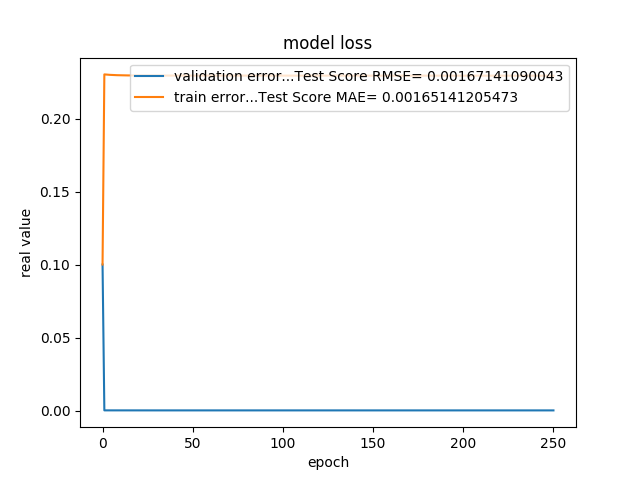 model loss
validation error...Test Score RMSE= 0.00167141090043
train error...Test Score MAE= 0.00165141205473
real value
0.20
0.15
0.10
0.05
0.00
0 50 100 150 200 250
epoch